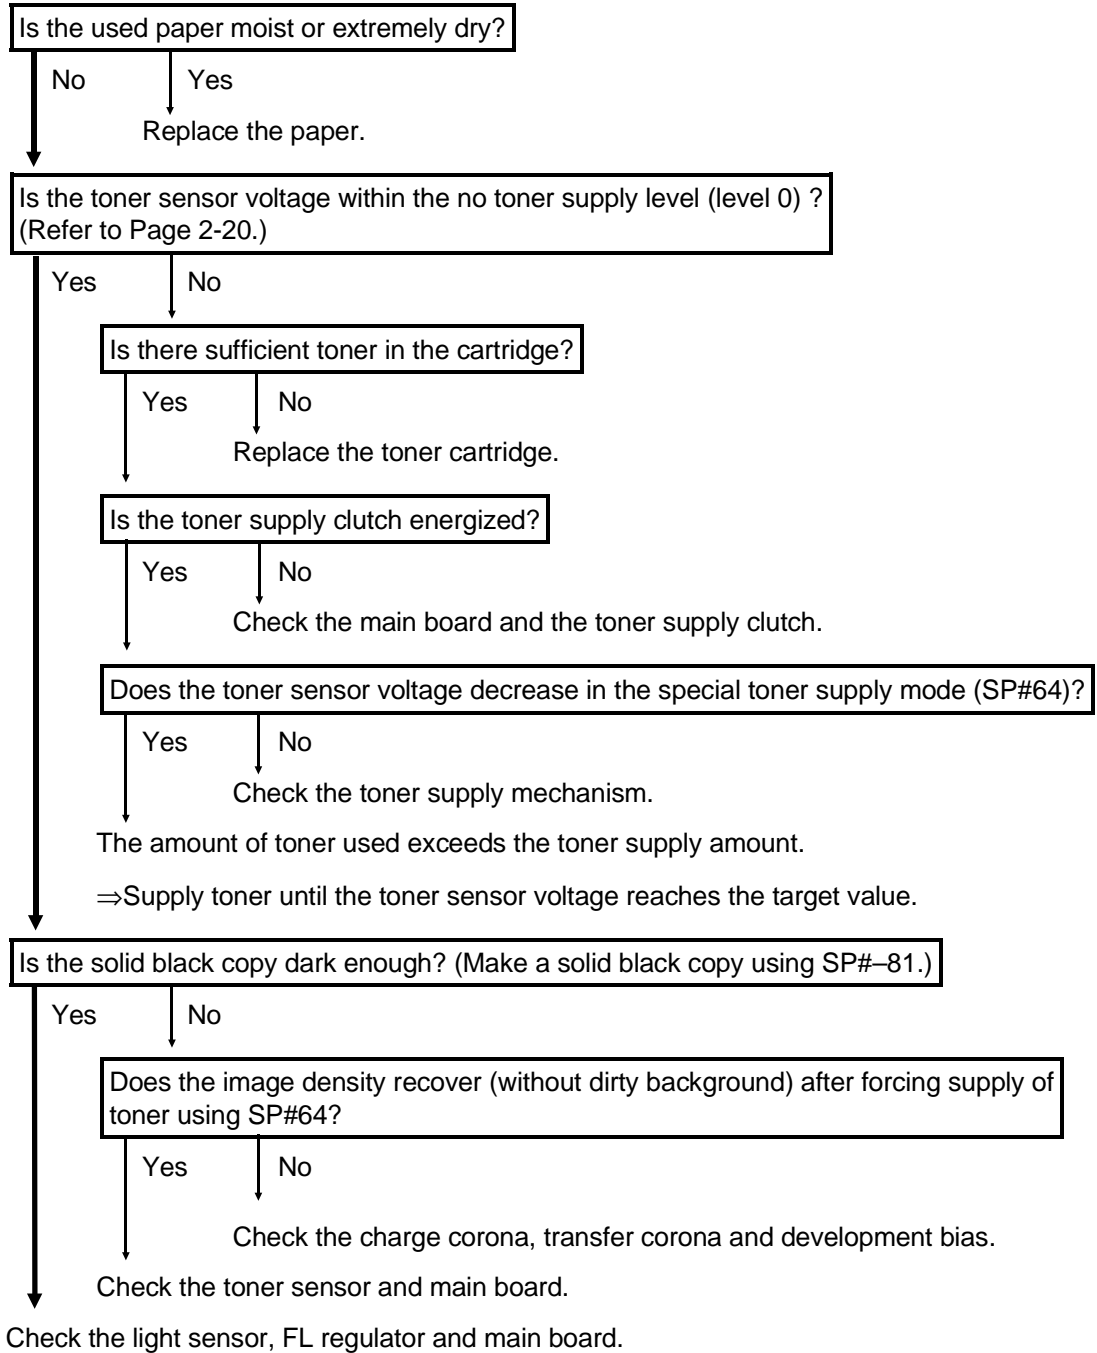 Is the used paper moist or extremely dry?
No Yes
Replace the paper.
Is the toner sensor voltage within the no toner supply level (level 0) ?
(Refer to Page 2-20.)
Yes No
Is there sufficient toner in the cartridge?
Yes No
Replace the toner cartridge.
Is the toner supply clutch energized?
Yes No
Check the main board and the toner supply clutch.
Does the toner sensor voltage decrease in the special toner supply mode (SP#64)?
Yes No
Check the toner supply mechanism.
The amount of toner used exceeds the toner supply amount.
⇒Supply toner until the toner sensor voltage reaches the target value.
Is the solid black copy dark enough? (Make a solid black copy using SP#–81.)
Yes No
Does the image density recover (without dirty background) after forcing supply of
toner using SP#64?
Yes No
Check the charge corona, transfer corona and development bias.
Check the toner sensor and main board.
Check the light sensor, FL regulator and main board.